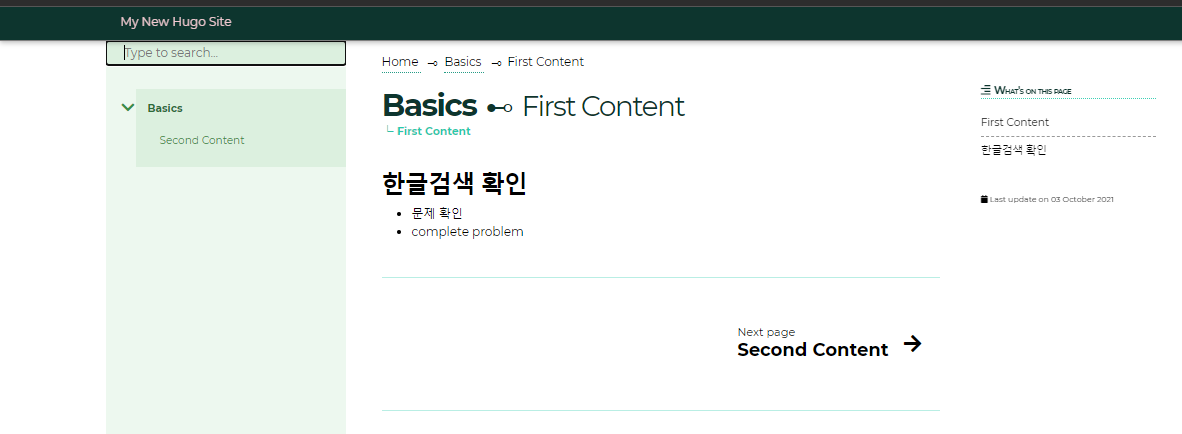 My New Hugo Site
Type to search...
Basics
Second Content
Home Basics First Content
Basics First Content
First Content
한글검색 확인
문제 확인
complete problem
Next page
Second Content
What's on this page
First Content
한글검색 확인
Last update on 03 October 2021